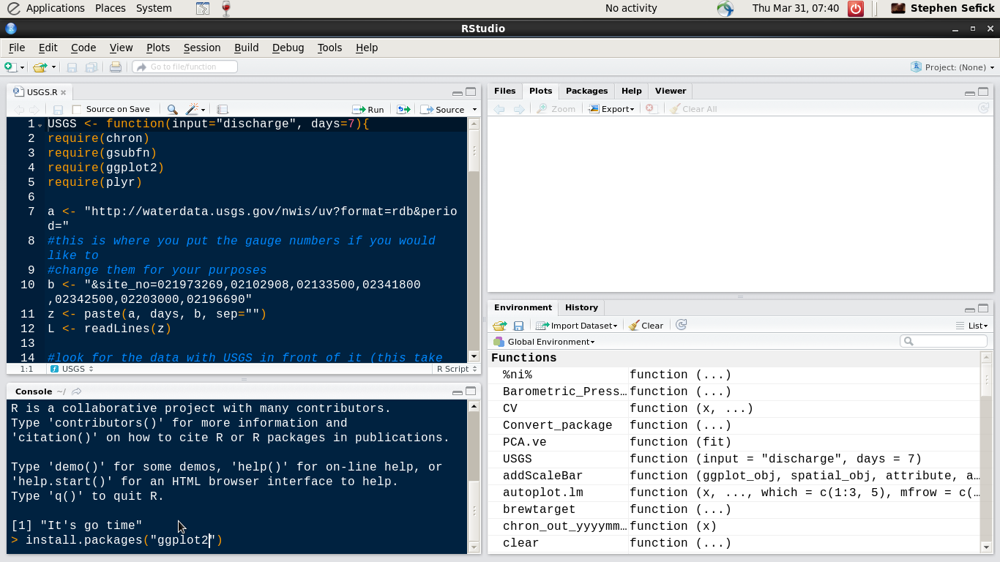 Applications Places System No activity Thu Mar 31, 07:40 Stephen Sefick
RStudio
File Edit Code View Plots Session Build Debug Tools Help
Go to file/function Project: (None)
USGS.R
Source on Save Run Source
1 USGS <- function(input="discharge", days=7){
2 require(chron)
3 require(gsubfn)
4 require(ggplot2)
5 require(plyr)
6
7 a <- "http://waterdata.usgs.gov/nwis/uv?format=rdb&perio
d="
8 #this is where you put the gauge numbers if you would
like to
9 #change them for your purposes
10 b <- "&site_no=021973269,02102908,02133500,02341800
,02342500,02203000,02196690"
11 z <- paste(a, days, b, sep="")
12 L <- readLines(z)
13
14 #look for the data with USGS in front of it (this take
1:1 USGS R Script
Console ~/
R is a collaborative project with many contributors.
Type 'contributors()' for more information and
'citation()' on how to cite R or R packages in publications.
Type 'demo()' for some demos, 'help()' for on-line help, or
'help.start()' for an HTML browser interface to help.
Type 'q()' to quit R.
[1] "It's go time"
> install.packages("ggplot2")
Files Plots Packages Help Viewer
Zoom Export Clear All
Environment History
Import Dataset Clear List
Global Environment
Functions
%ni% function (...)
Barometric_Press… function (...)
CV function (x, ...)
Convert_package function (...)
PCA.ve function (fit)
USGS function (input = "discharge", days = 7)
addScaleBar function (ggplot_obj, spatial_obj, attribute, a…
autoplot.lm function (x, ..., which = c(1:3, 5), mfrow = c(…
brewtarget function (...)
chron_out_yyyymm… function (x)
clear function (...)